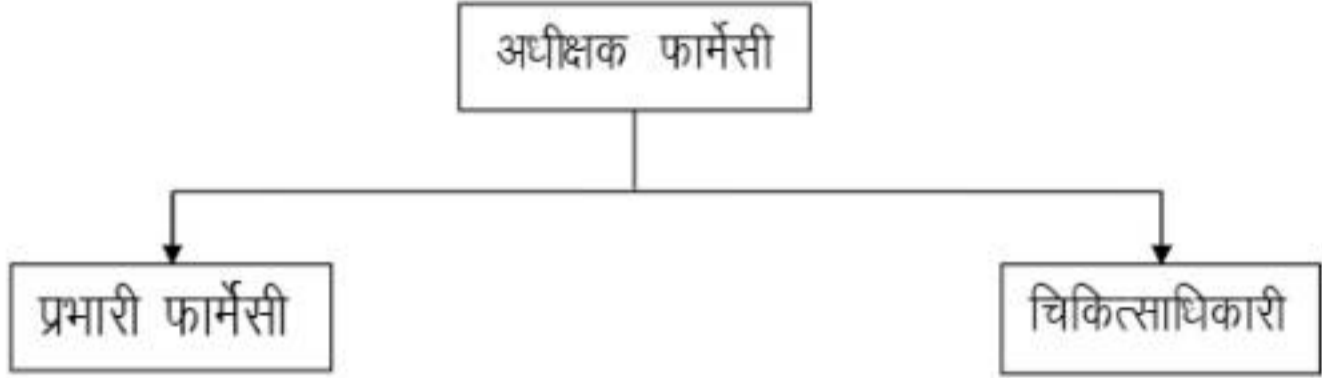 अधीक्षक फार्मेसी
प्रभारी फार्मेसी
चिकित्साधिकारी